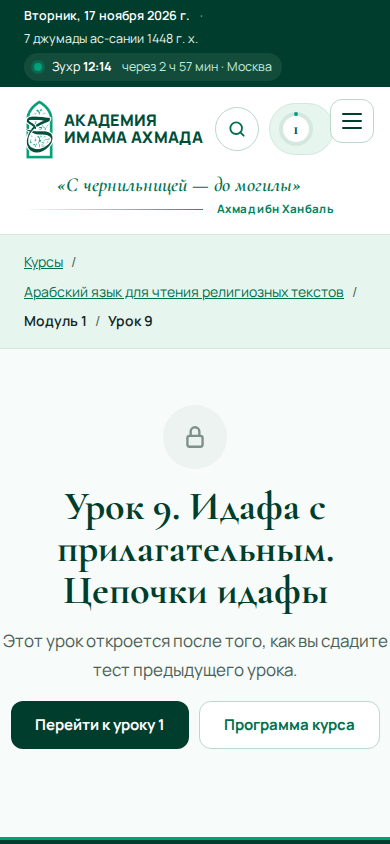 Вторник, 17 ноября 2026 г. ·
7 джумады ас-сании 1448 г. х.
Зухр 12:14 через 2 ч 57 мин · Москва
АКАДЕМИЯ
ИМАМА АХМАДА
1
«С чернильницей — до могилы»
Ахмад ибн Ханбаль
Курсы /
Арабский язык для чтения религиозных текстов /
Модуль 1 / Урок 9
Урок 9. Идафа с
прилагательным.
Цепочки идафы
Этот урок откроется после того, как вы сдадите
тест предыдущего урока.
Перейти к уроку 1
Программа курса